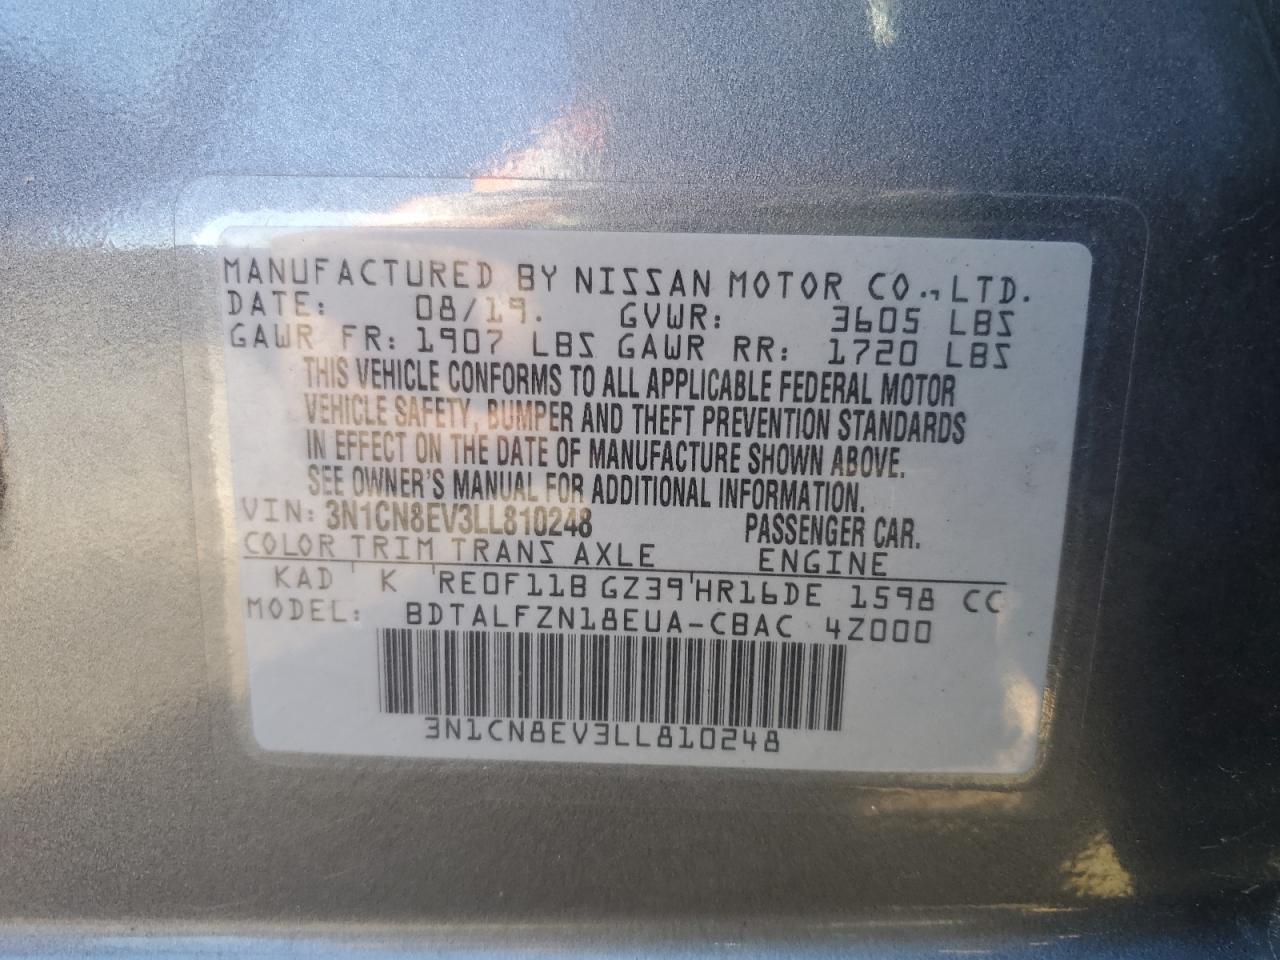 MANUFACTURED BY NISSAN MOTOR CO., LTD.
DATE: 08/19. GVWR: 3605 LBS
GAWR FR: 1907 LBS GAWR RR: 1720 LBS
THIS VEHICLE CONFORMS TO ALL APPLICABLE FEDERAL MOTOR
VEHICLE SAFETY, BUMPER AND THEFT PREVENTION STANDARDS
IN EFFECT ON THE DATE OF MANUFACTURE SHOWN ABOVE.
SEE OWNER'S MANUAL FOR ADDITIONAL INFORMATION.
VIN: 3N1CN8EV3LL810248 PASSENGER CAR.
COLOR TRIM TRANS AXLE ENGINE
KAD K RE0F11B GZ39 HR16DE 1598 CC
MODEL: BDTALFZN18EUA-CBAC 4Z000
3N1CN8EV3LL810248